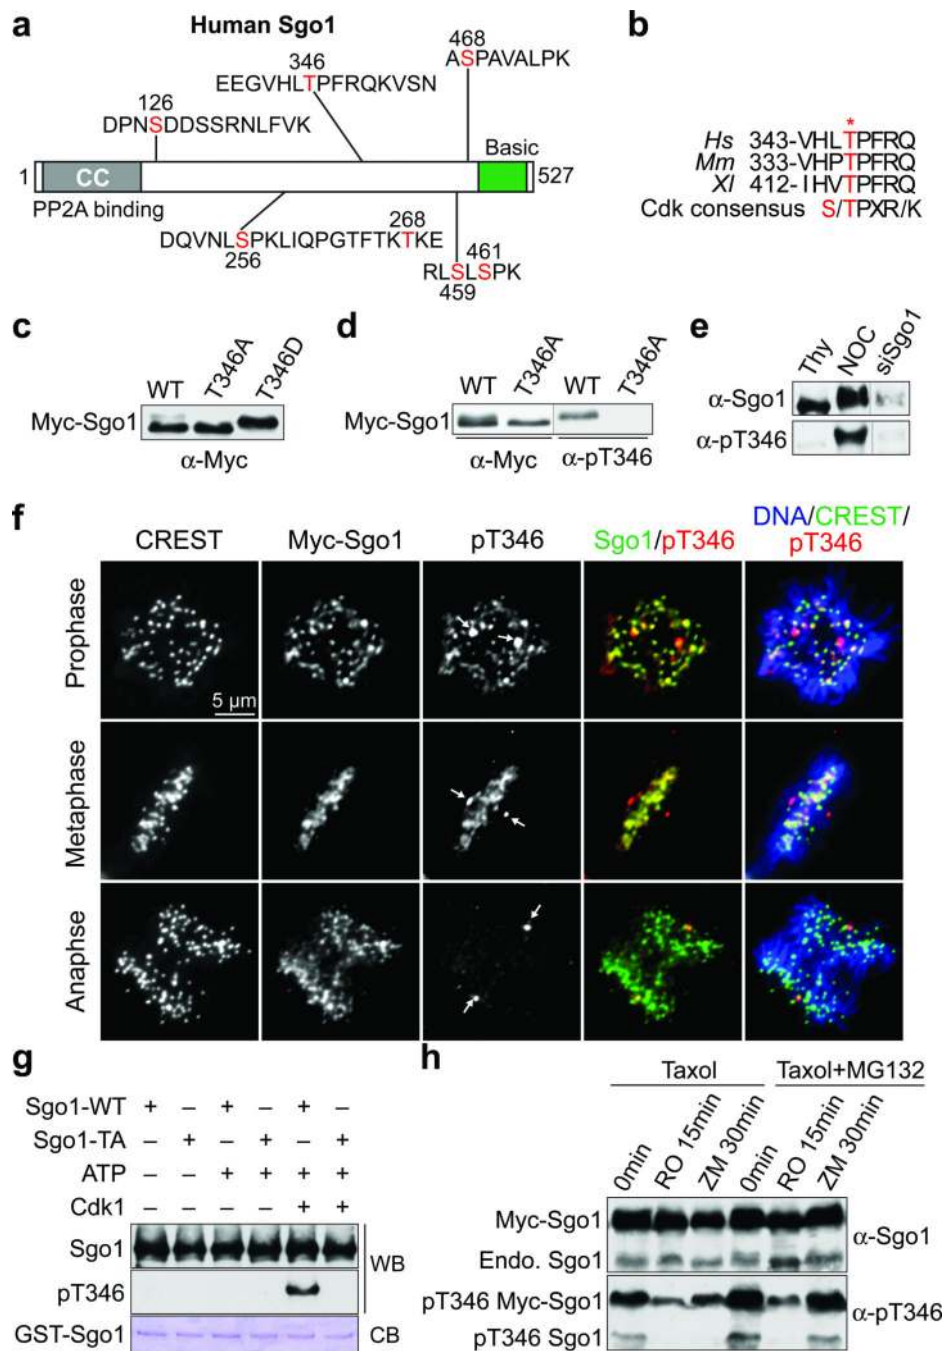 a
Human Sgo1
b
468
ASPAVALPK
346
EEGVHLTPFRQKVSN
126
DPNSDDSSRNLFVK
Basic
1
CC
527
PP2A binding
268
DQVNLSPKLIQPGTFTKTKE
256
461
RLSLSPK
459
*
Hs 343-VHLTPFRQ
Mm 333-VHPTPFRQ
Xl 412-IHVTPFRQ
Cdk consensus S/TPXR/K
c
WT T346A T346D
Myc-Sgo1
α-Myc
d
WT T346A WT T346A
Myc-Sgo1
α-Myc α-pT346
e
Thy NOC siSgo1
α-Sgo1
α-pT346
f
CREST Myc-Sgo1 pT346 Sgo1/pT346 DNA/CREST/
pT346
Prophase
5 μm
Metaphase
Anaphse
g
Sgo1-WT + – + – + –
Sgo1-TA – + – + – +
ATP – – + + + +
Cdk1 – – – – + +
Sgo1
WB
pT346
GST-Sgo1 CB
h
Taxol Taxol+MG132
0min RO 15min ZM 30min 0min RO 15min ZM 30min
Myc-Sgo1
α-Sgo1
Endo. Sgo1
pT346 Myc-Sgo1
α-pT346
pT346 Sgo1